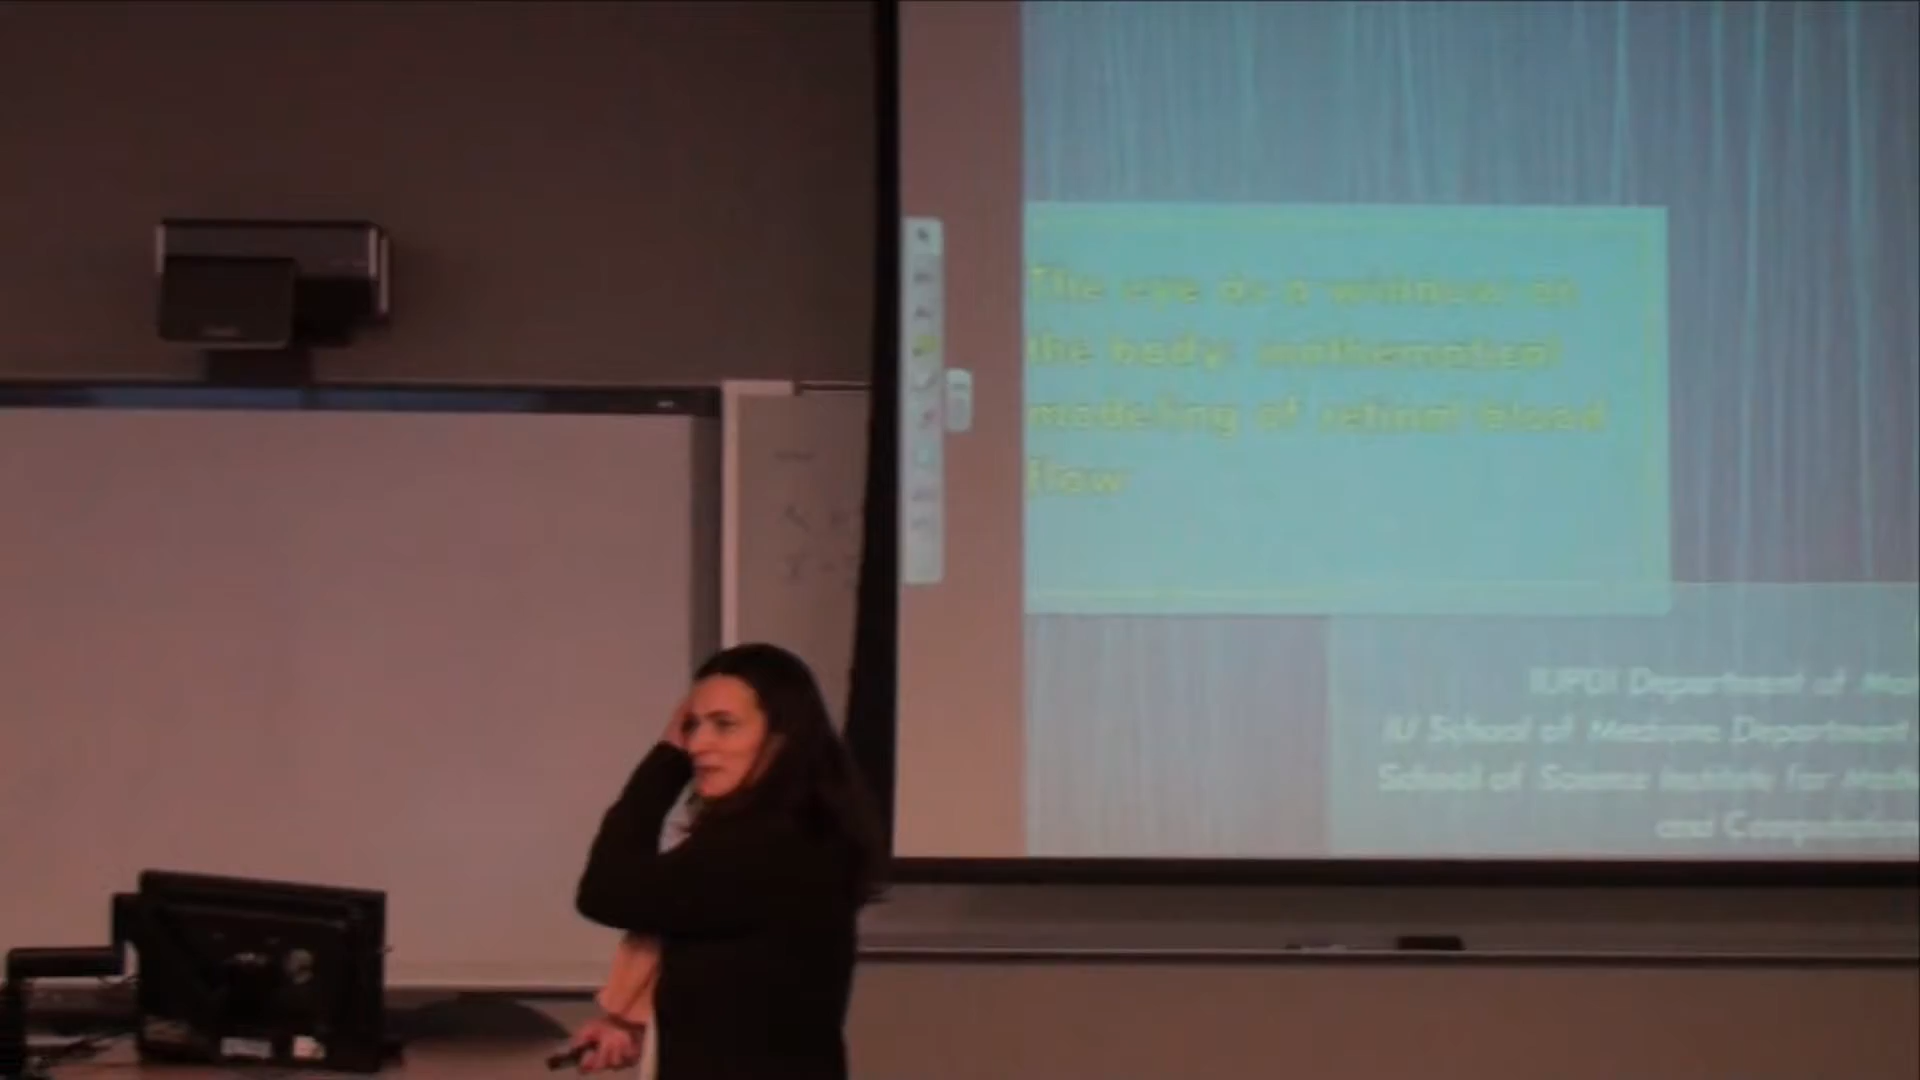 The eye as a window on
the body: mathematical
modeling of retinal blood
flow
IUPUI Department of
IU School of Medicine Department
School of Science Institute for
and